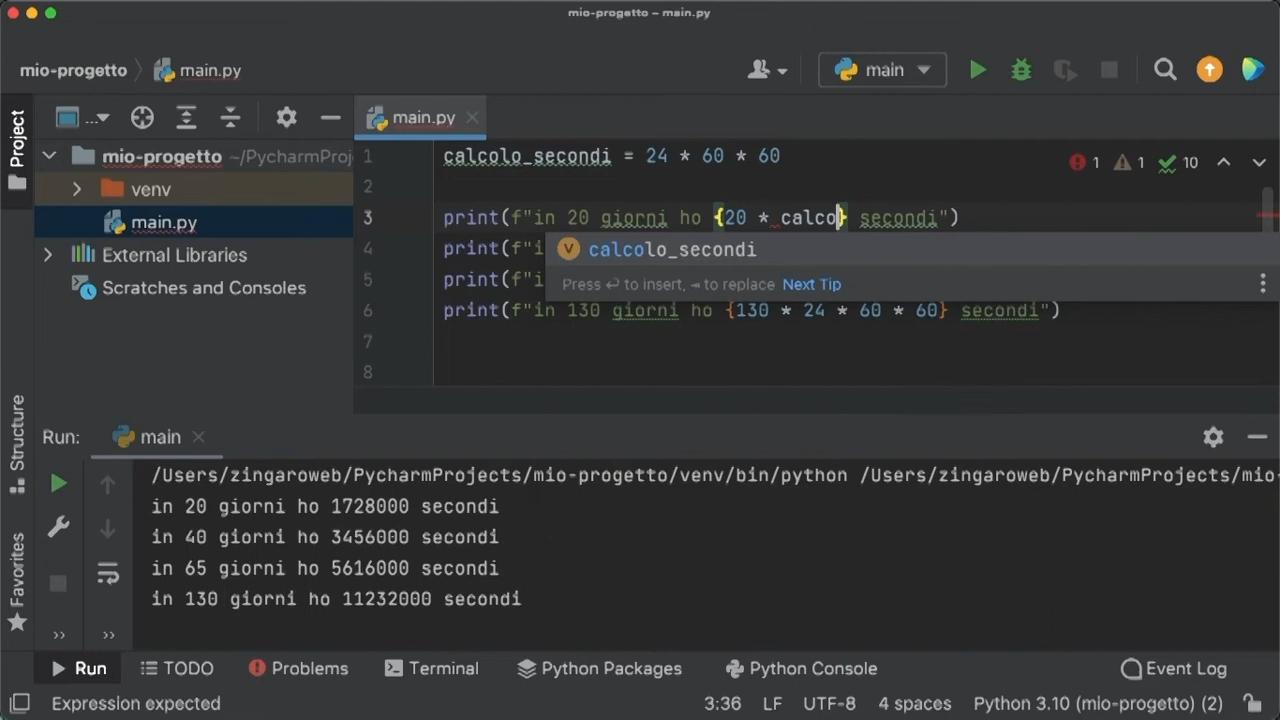 mio-progetto – main.py
mio-progetto
main.py
main
Project
...
main.py
mio-progetto ~/PycharmProj
venv
main.py
External Libraries
Scratches and Consoles
1 calcolo_secondi = 24 * 60 * 60
1 1 10
2
3 print(f"in 20 giorni ho {20 * calco} secondi")
4 print(f"i
calcolo_secondi
5 print(f"i
Press ↩ to insert, ⇥ to replace Next Tip
6 print(f"in 130 giorni ho {130 * 24 * 60 * 60} secondi")
7
8
Structure
Favorites
Run: main
/Users/zingaroweb/PycharmProjects/mio-progetto/venv/bin/python /Users/zingaroweb/PycharmProjects/mio-
in 20 giorni ho 1728000 secondi
in 40 giorni ho 3456000 secondi
in 65 giorni ho 5616000 secondi
in 130 giorni ho 11232000 secondi
Run TODO Problems Terminal Python Packages Python Console Event Log
Expression expected 3:36 LF UTF-8 4 spaces Python 3.10 (mio-progetto) (2)